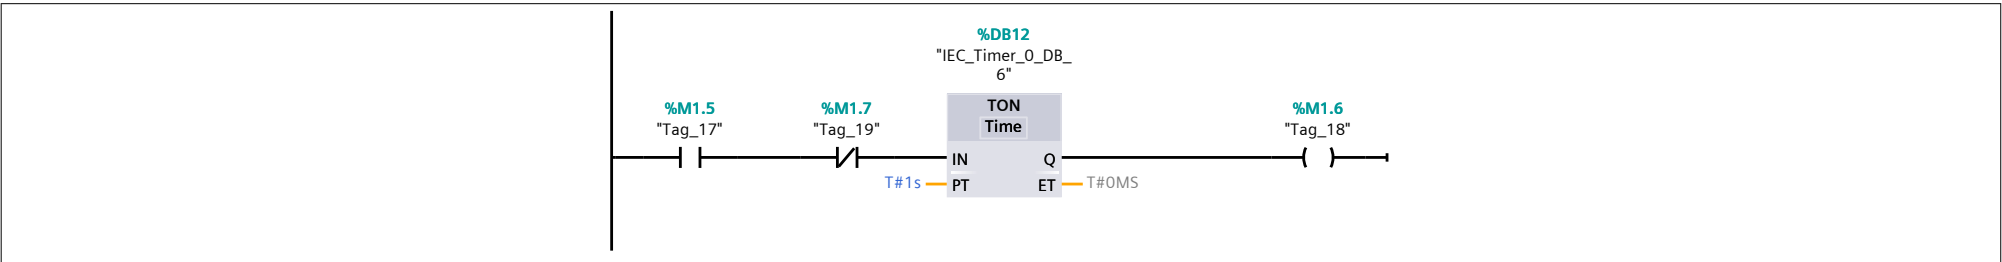 %DB12
"IEC_Timer_0_DB_
6"
%M1.5
"Tag_17"
%M1.7
"Tag_19"
TON
Time
%M1.6
"Tag_18"
IN
Q
T#1s
PT
ET
T#0MS